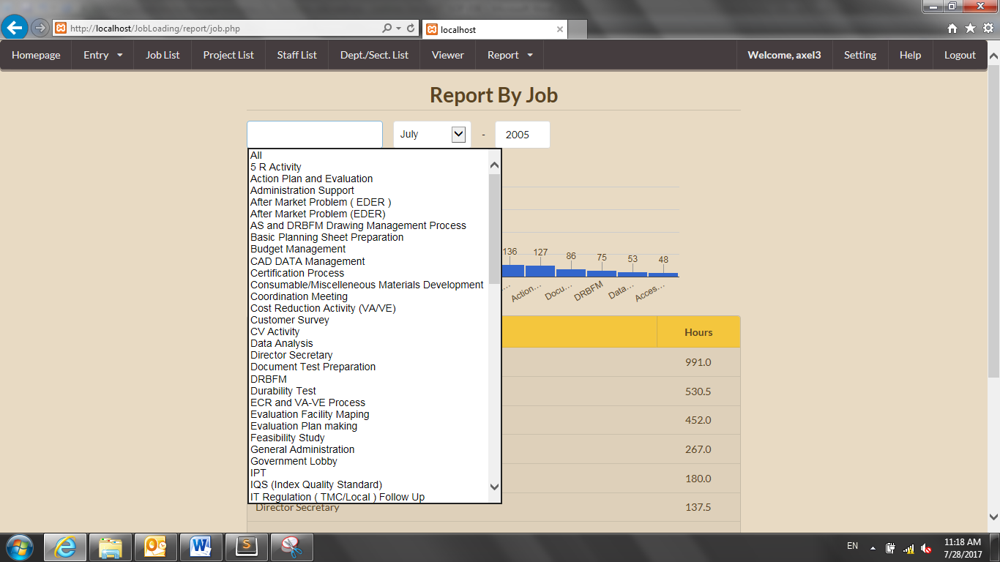 http://localhost/JobLoading/report/job.php
localhost
Homepage Entry Job List Project List Staff List Dept./Sect. List Viewer Report Welcome, axel3 Setting Help Logout
Report By Job
July - 2005
All
5 R Activity
Action Plan and Evaluation
Administration Support
After Market Problem ( EDER )
After Market Problem (EDER)
AS and DRBFM Drawing Management Process
Basic Planning Sheet Preparation
Budget Management
CAD DATA Management
Certification Process
Consumable/Miscelleneous Materials Development
Coordination Meeting
Cost Reduction Activity (VA/VE)
Customer Survey
CV Activity
Data Analysis
Director Secretary
Document Test Preparation
DRBFM
Durability Test
ECR and VA-VE Process
Evaluation Facility Maping
Evaluation Plan making
Feasibility Study
General Administration
Government Lobby
IPT
IQS (Index Quality Standard)
IT Regulation ( TMC/Local ) Follow Up
136 127 86 75 53 48
... Action... Docu... DRBFM Data... Acces...
Hours
991.0
530.5
452.0
267.0
180.0
Director Secretary 137.5
EN
11:18 AM
7/28/2017